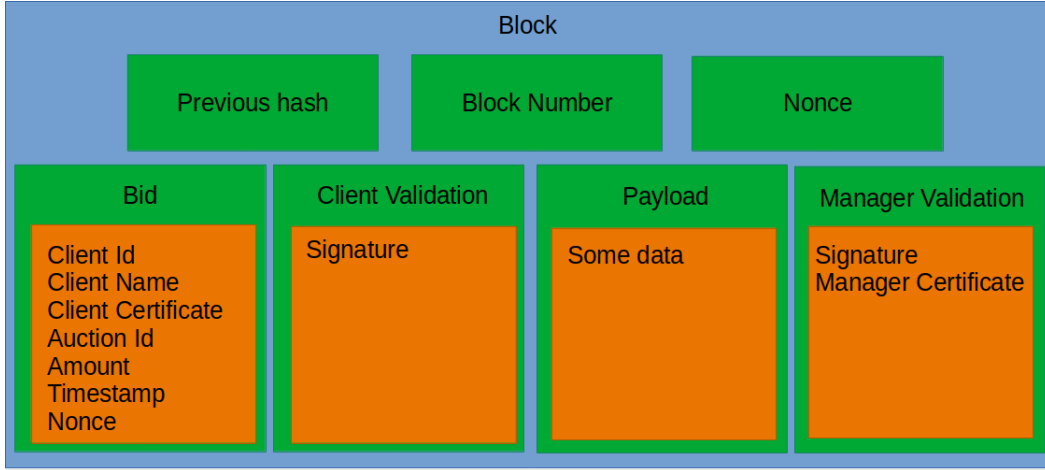 Block
Previous hash
Block Number
Nonce
Bid
Client Id
Client Name
Client Certificate
Auction Id
Amount
Timestamp
Nonce
Client Validation
Signature
Payload
Some data
Manager Validation
Signature
Manager Certificate